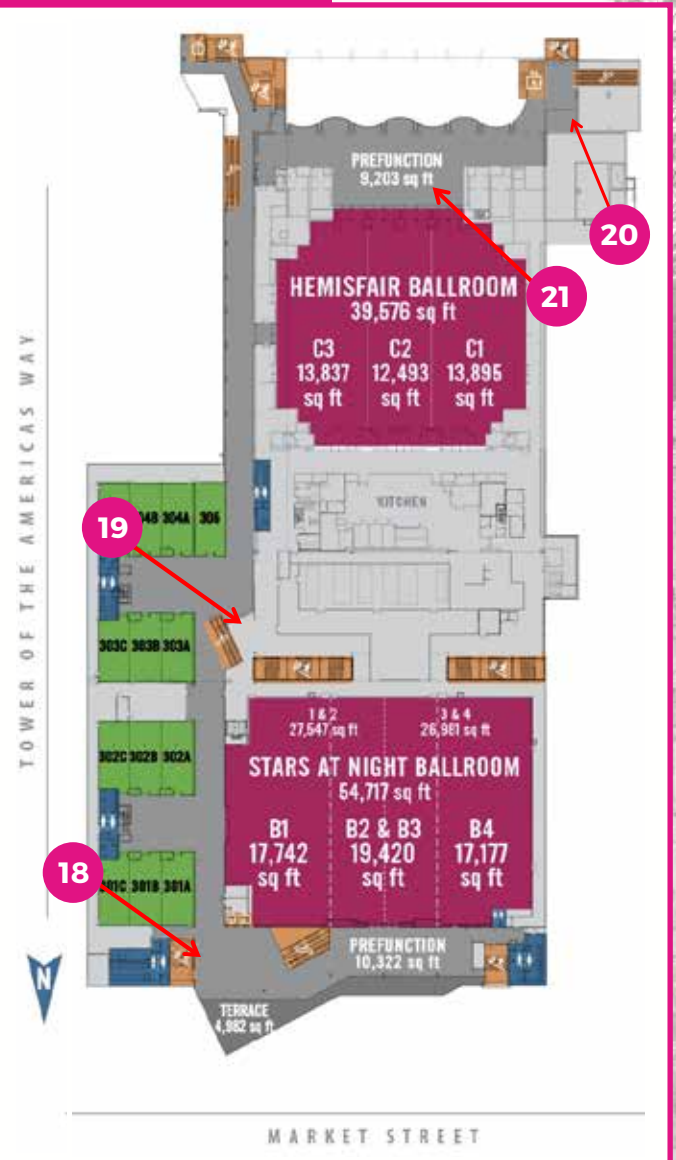 PREFUNCTION
9,203 sq ft
20
21
HEMISFAIR BALLROOM
39,576 sq ft
C3
13,837
sq ft
C2
12,493
sq ft
C1
13,895
sq ft
TOWER OF THE AMERICAS WAY
KITCHEN
304B 304A 305
19
303C 303B 303A
1 & 2
27,547 sq ft
3 & 4
26,981 sq ft
302C 302B 302A
STARS AT NIGHT BALLROOM
54,717 sq ft
B1
17,742
sq ft
B2 & B3
19,420
sq ft
B4
17,177
sq ft
18
301C 301B 301A
PREFUNCTION
10,322 sq ft
N
TERRACE
4,982 sq ft
MARKET STREET